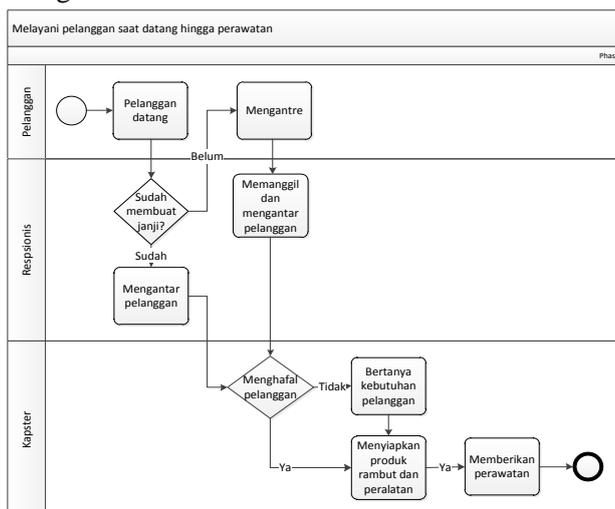 Melayani pelanggan saat datang hingga perawatan
Phas
Pelanggan
Pelanggan
datang
Mengantre
Belum
Respsionis
Sudah
membuat
janji?
Memanggil
dan
mengantar
pelanggan
Sudah
Mengantar
pelanggan
Kapster
Menghafal
pelanggan
Tidak
Bertanya
kebutuhan
pelanggan
Ya
Menyiapkan
produk
rambut dan
peralatan
Ya
Memberikan
perawatan